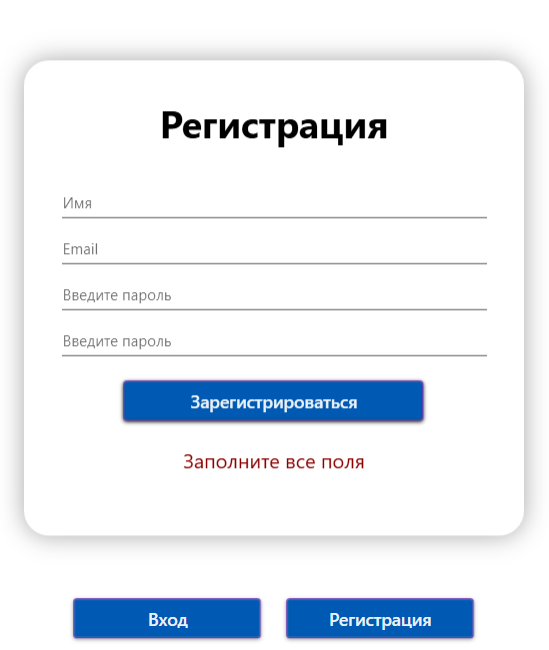 Регистрация
Имя
Email
Введите пароль
Введите пароль
Зарегистрироваться
Заполните все поля
Вход
Регистрация